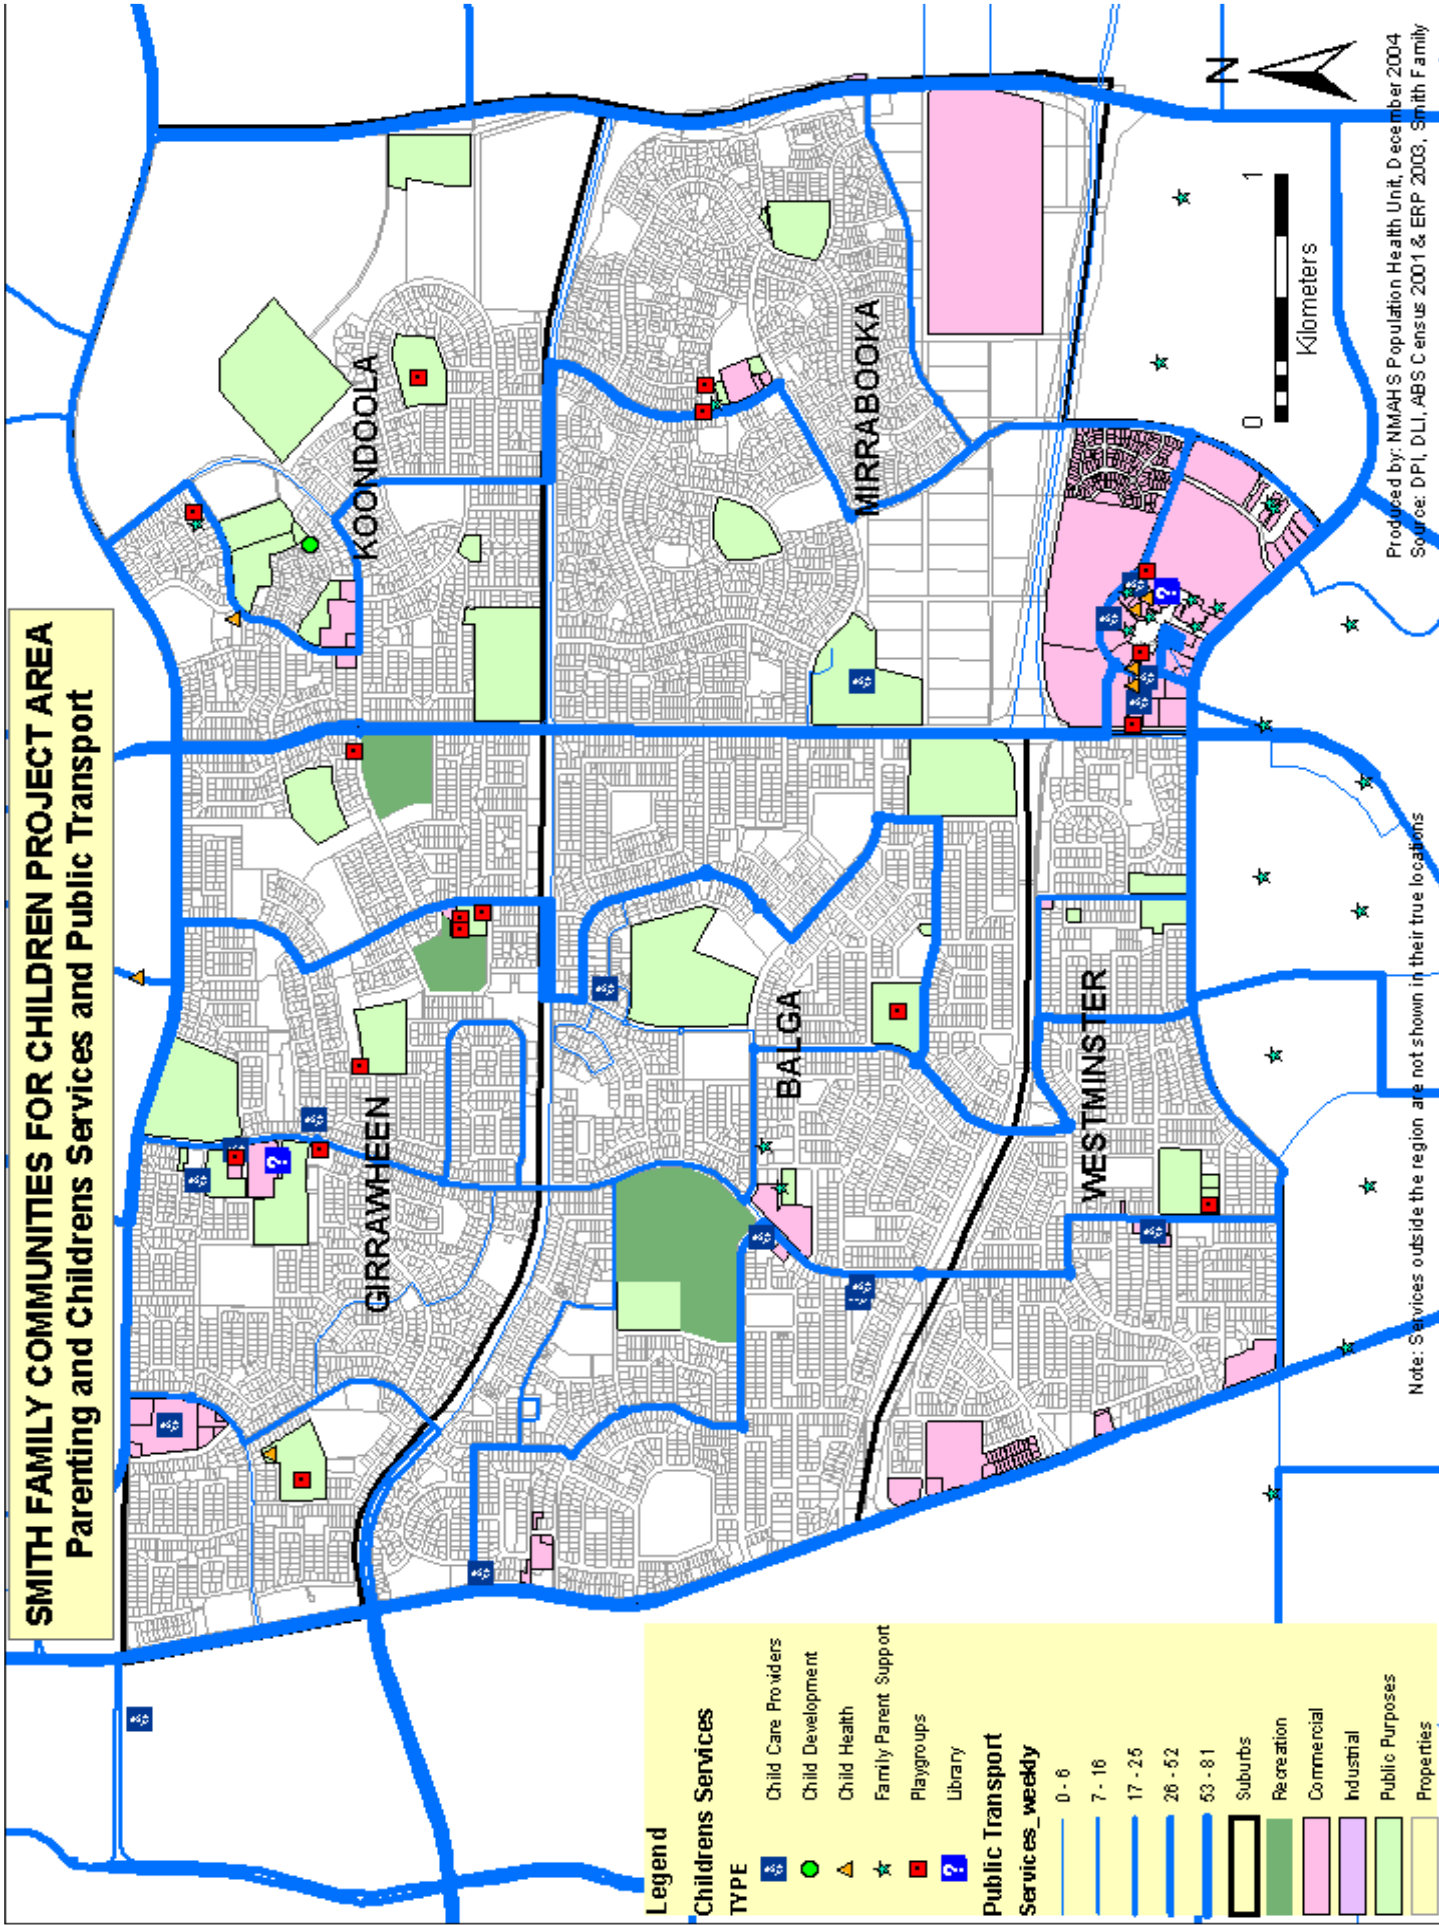 SMITH FAMILY COMMUNITIES FOR CHILDREN PROJECT AREA
Parenting and Childrens Services and Public Transport
GIRRAWHEEN
KOONDOOLA
BALGA
MIRRABOOKA
WESTMINSTER
Legend
Childrens Services
TYPE
Child Care Providers
Child Development
Child Health
Family Parent Support
Playgroups
?
Library
Public Transport
Services_weekly
0 - 6
7 - 16
17 - 25
26 - 52
53 - 81
Suburbs
Recreation
Commercial
Industrial
Public Purposes
Properties
N
0
1
Kilometers
Note: Services outside the region are not shown in their true locations
Produced by: NMAHS Population Health Unit, December 2004
Source: DPI, DLI, ABS Census 2001 & ERP 2003, Smith Family